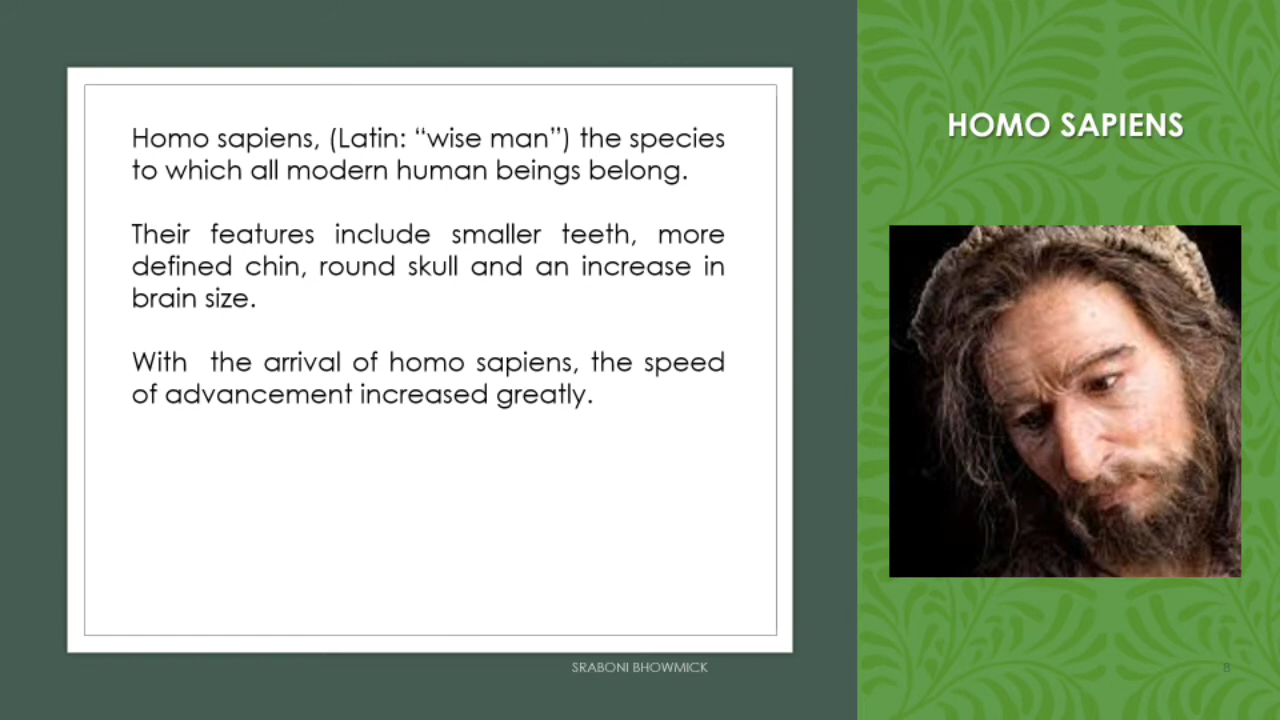 Homo sapiens, (Latin: “wise man”) the species
to which all modern human beings belong.
Their features include smaller teeth, more
defined chin, round skull and an increase in
brain size.
With the arrival of homo sapiens, the speed
of advancement increased greatly.
HOMO SAPIENS
SRABONI BHOWMICK
8